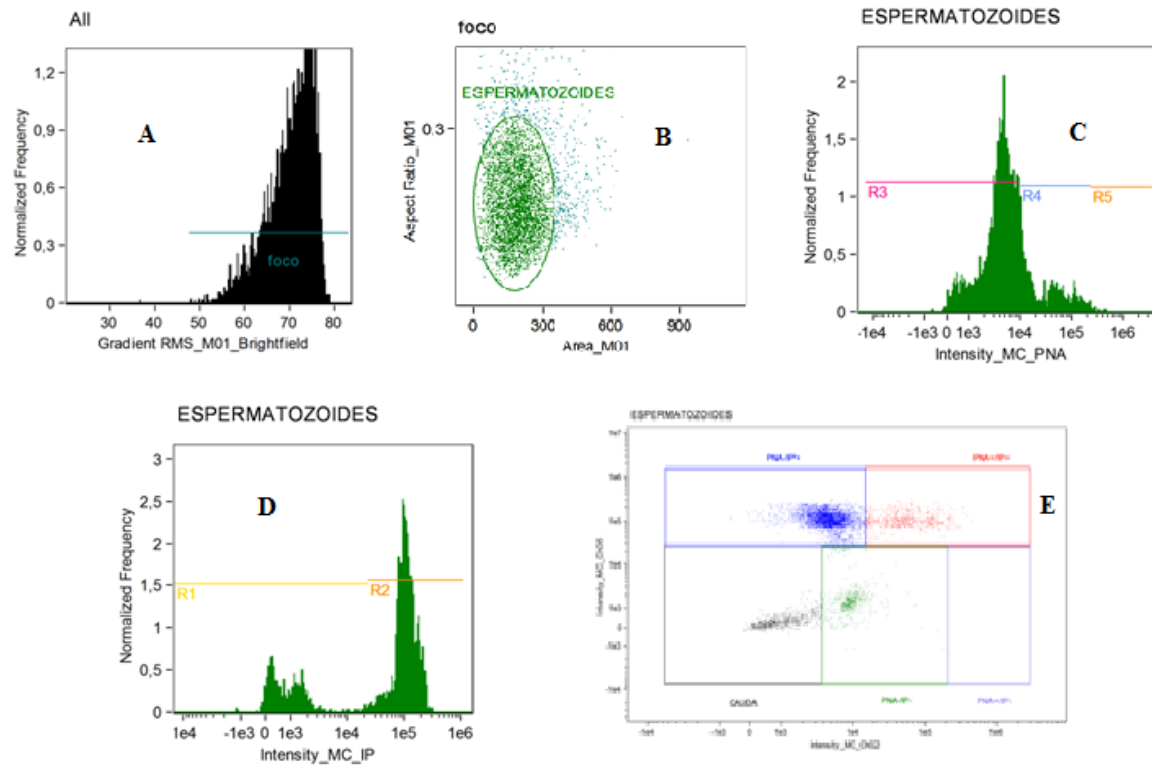 All
Normalized Frequency
1,2
0,9
0,6
0,3
0
A
foco
30 40 50 60 70 80
Gradient RMS_M01_Brightfield
foco
Aspect Ratio_M01
0.3
ESPERMATOZOIDES
B
0 300 600 900
Area_M01
ESPERMATOZOIDES
Normalized Frequency
2
1,5
1
0,5
0
C
R3
R4
R5
-1e4 -1e3 0 1e3 1e4 1e5 1e6
Intensity_MC_PNA
ESPERMATOZOIDES
Normalized Frequency
3
2,5
2
1,5
1
0,5
0
D
R1
R2
1e4 -1e3 0 1e3 1e4 1e5 1e6
Intensity_MC_IP
ESPERMATOZOIDES
E
CAUDA